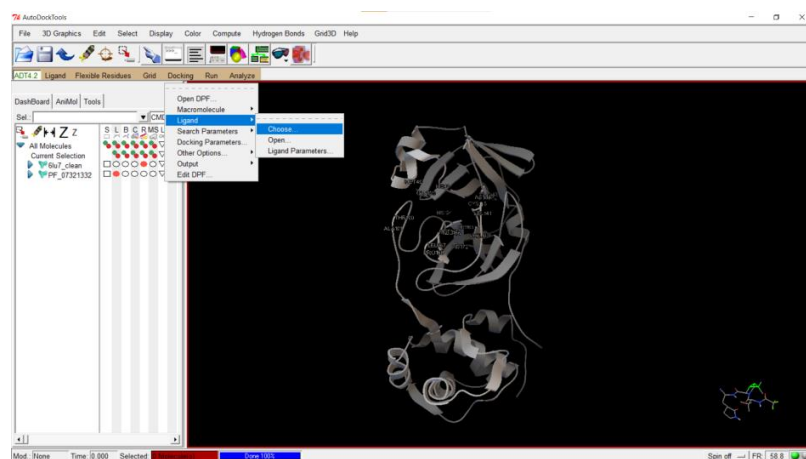 AutoDockTools
File 3D Graphics Edit Select Display Color Compute Hydrogen Bonds Grid3D Help
ADT4.2 Ligand Flexible Residues Grid Docking Run Analyze
DashBoard AniMol Tools
Sel.: CMD
S L B C R MS L
All Molecules
Current Selection
6lu7_clean
PF_07321332
Open DPF...
Macromolecule
Ligand
Search Parameters
Docking Parameters...
Other Options...
Output
Edit DPF...
Choose...
Open...
Ligand Parameters...
Mod.: None Time: 0.000 Selected: Done 100% Spin off FR: 58.8